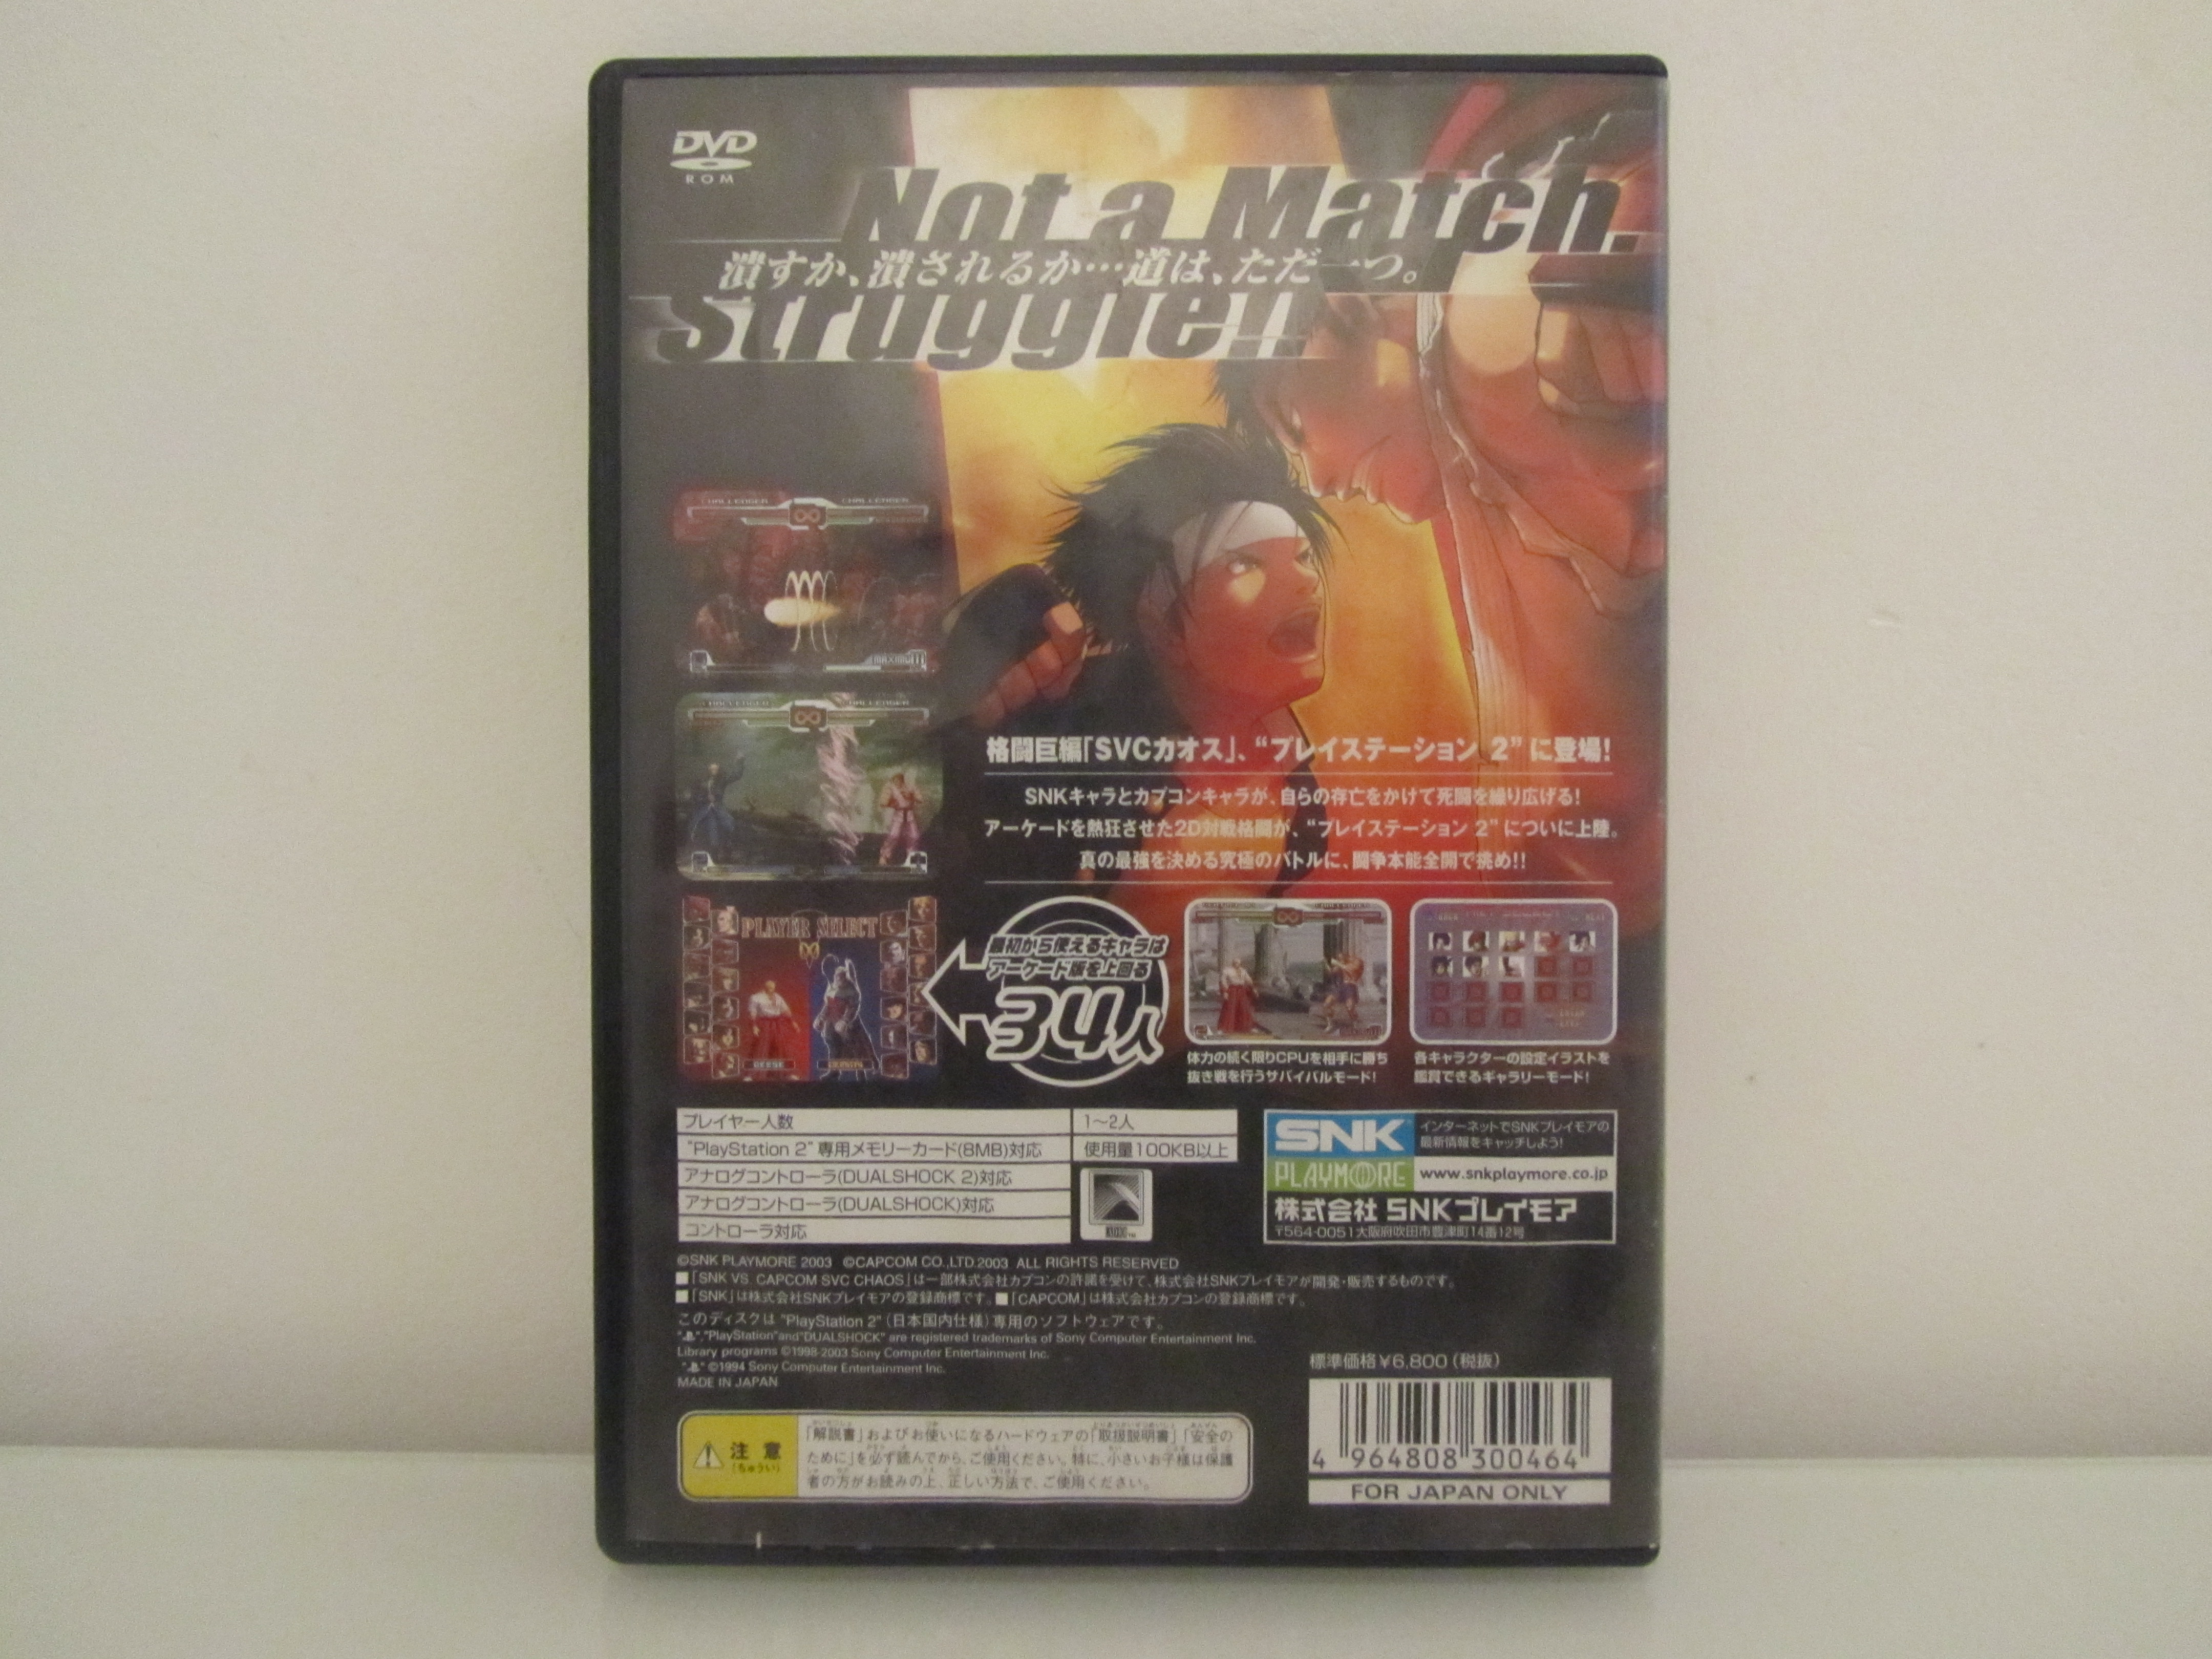 DVD
ROM
Not a Match.
潰すか、潰されるか…道は、ただ一つ。
Struggle!!
CHALLENGER CHALLENGER
MAXIMUM
CHALLENGER CHALLENGER
格闘巨編「SVCカオス」、“プレイステーション 2” に登場!
SNKキャラとカプコンキャラが、自らの存亡をかけて死闘を繰り広げる!
アーケードを熱狂させた2D対戦格闘が、“プレイステーション 2” についに上陸。
真の最強を決める究極のバトルに、闘争本能全開で挑め!!
PLAYER SELECT
GEESE
最初から使えるキャラは
アーケード版を上回る
34人
体力の続く限りCPUを相手に勝ち
抜き戦を行うサバイバルモード!
各キャラクターの設定イラストを
鑑賞できるギャラリーモード!
プレイヤー人数 1〜2人
“PlayStation 2” 専用メモリーカード(8MB)対応 使用量100KB以上
アナログコントローラ(DUALSHOCK 2)対応
アナログコントローラ(DUALSHOCK)対応
コントローラ対応
SNK
PLAYMORE
インターネットでSNKプレイモアの
最新情報をキャッチしよう!
www.snkplaymore.co.jp
株式会社 SNKプレイモア
〒564-0051大阪府吹田市豊津町14番12号
©SNK PLAYMORE 2003 ©CAPCOM CO.,LTD.2003 ALL RIGHTS RESERVED
■「SNK VS. CAPCOM SVC CHAOS」は一部株式会社カプコンの許諾を受けて、株式会社SNKプレイモアが開発・販売するものです。
■「SNK」は株式会社SNKプレイモアの登録商標です。■「CAPCOM」は株式会社カプコンの登録商標です。
このディスクは “PlayStation 2”(日本国内仕様)専用のソフトウェアです。
"PlayStation"and"DUALSHOCK" are registered trademarks of Sony Computer Entertainment Inc.
Library programs ©1998-2003 Sony Computer Entertainment Inc.
©1994 Sony Computer Entertainment Inc.
MADE IN JAPAN
標準価格¥6,800(税抜)
注意
(ちゅうい)
「解説書」およびお使いになるハードウェアの「取扱説明書」「安全の
ために」を必ず読んでから、ご使用ください。特に、小さいお子様は保護
者の方がお読みの上、正しい方法で、ご使用ください。
4 964808 300464
FOR JAPAN ONLY